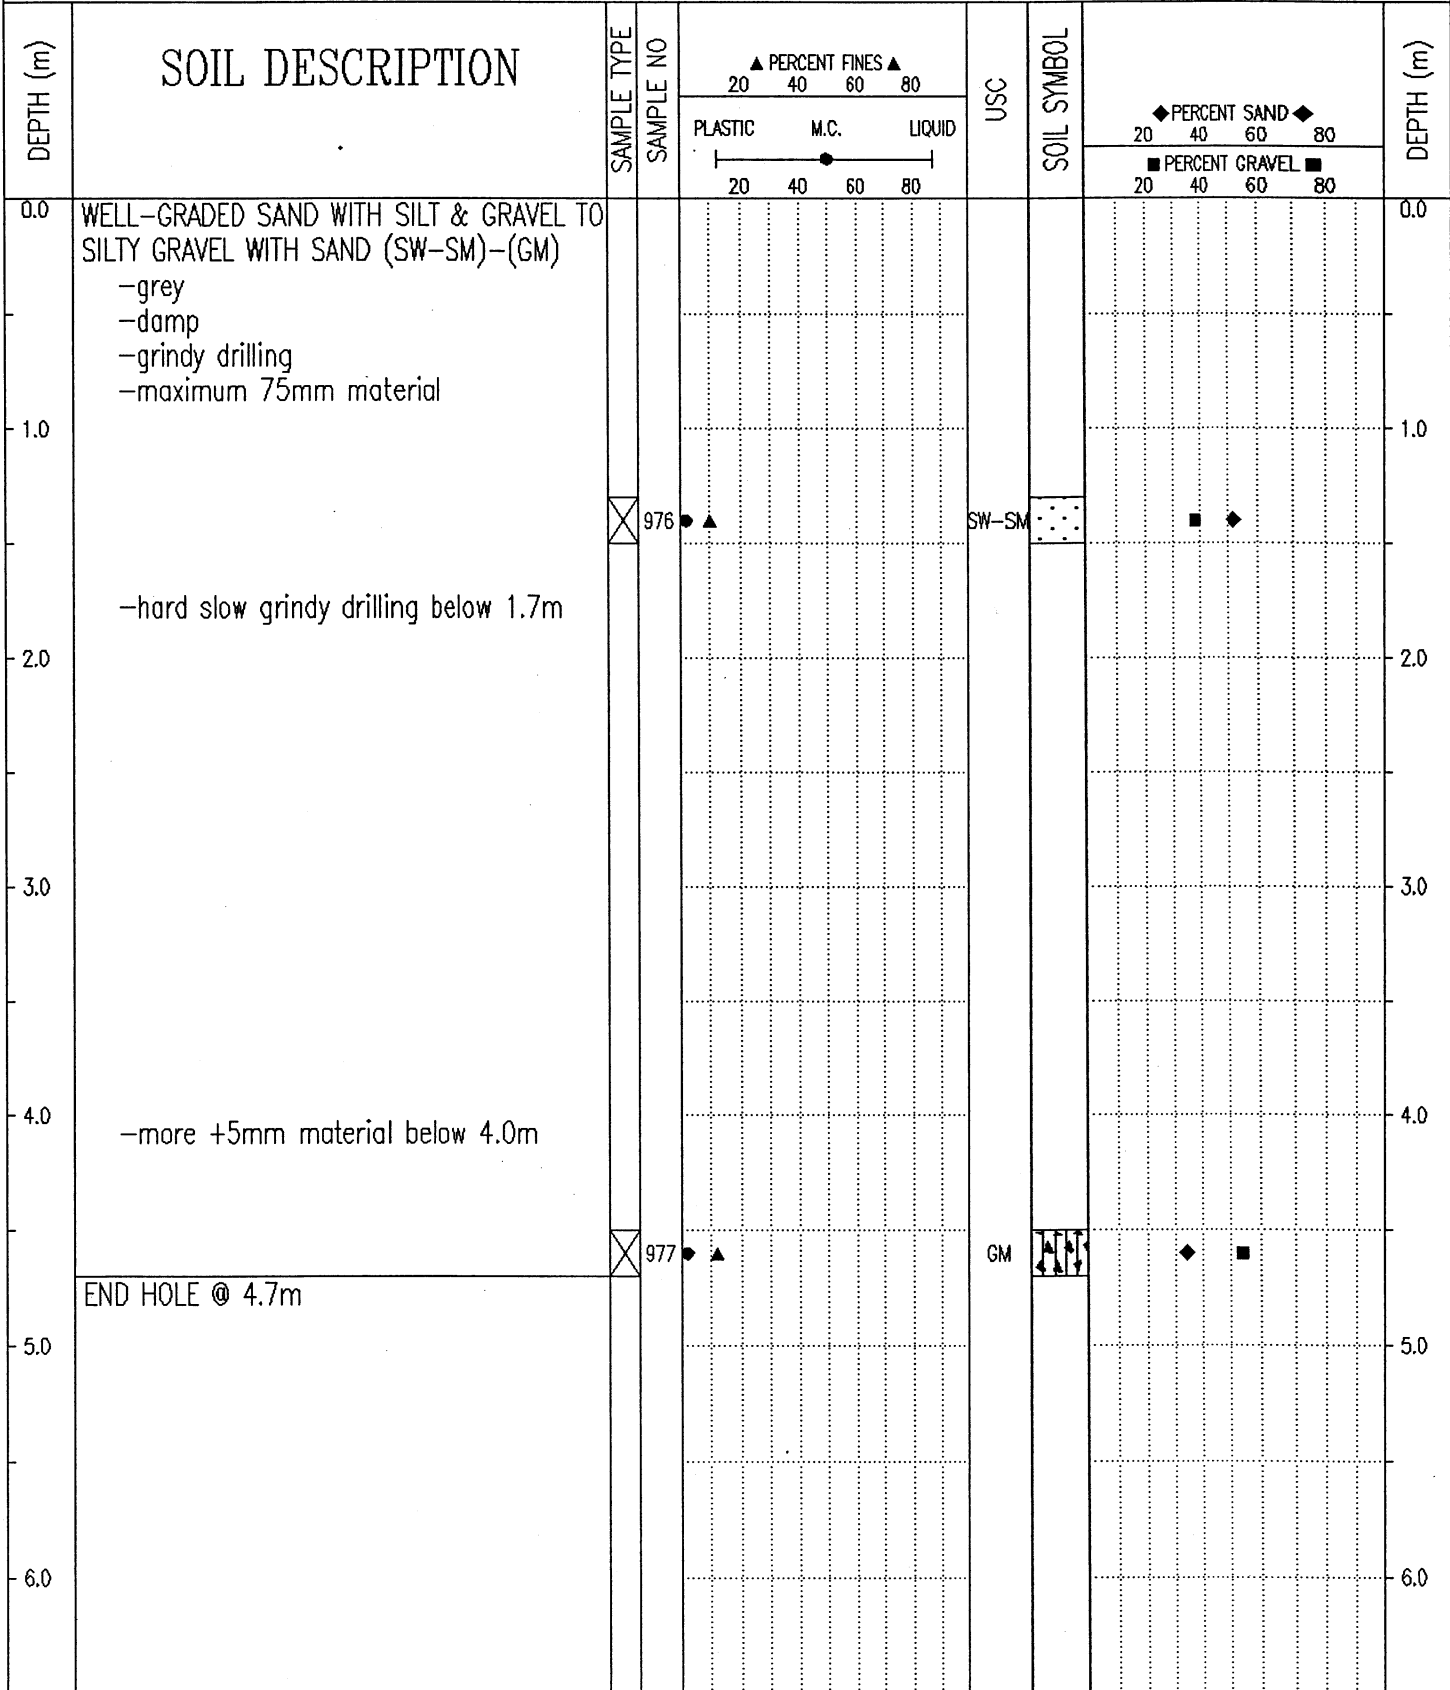 DEPTH (m)
SOIL DESCRIPTION
SAMPLE TYPE
SAMPLE NO
▲ PERCENT FINES ▲
20 40 60 80
PLASTIC M.C. LIQUID
20 40 60 80
USC
SOIL SYMBOL
◆PERCENT SAND◆
20 40 60 80
■ PERCENT GRAVEL ■
20 40 60 80
DEPTH (m)
0.0 WELL-GRADED SAND WITH SILT & GRAVEL TO 0.0
SILTY GRAVEL WITH SAND (SW-SM)-(GM)
-grey
-damp
-grindy drilling
-maximum 75mm material
1.0 1.0
976 SW-SM
-hard slow grindy drilling below 1.7m
2.0 2.0
3.0 3.0
4.0 4.0
-more +5mm material below 4.0m
977 GM
END HOLE @ 4.7m
5.0 5.0
6.0 6.0